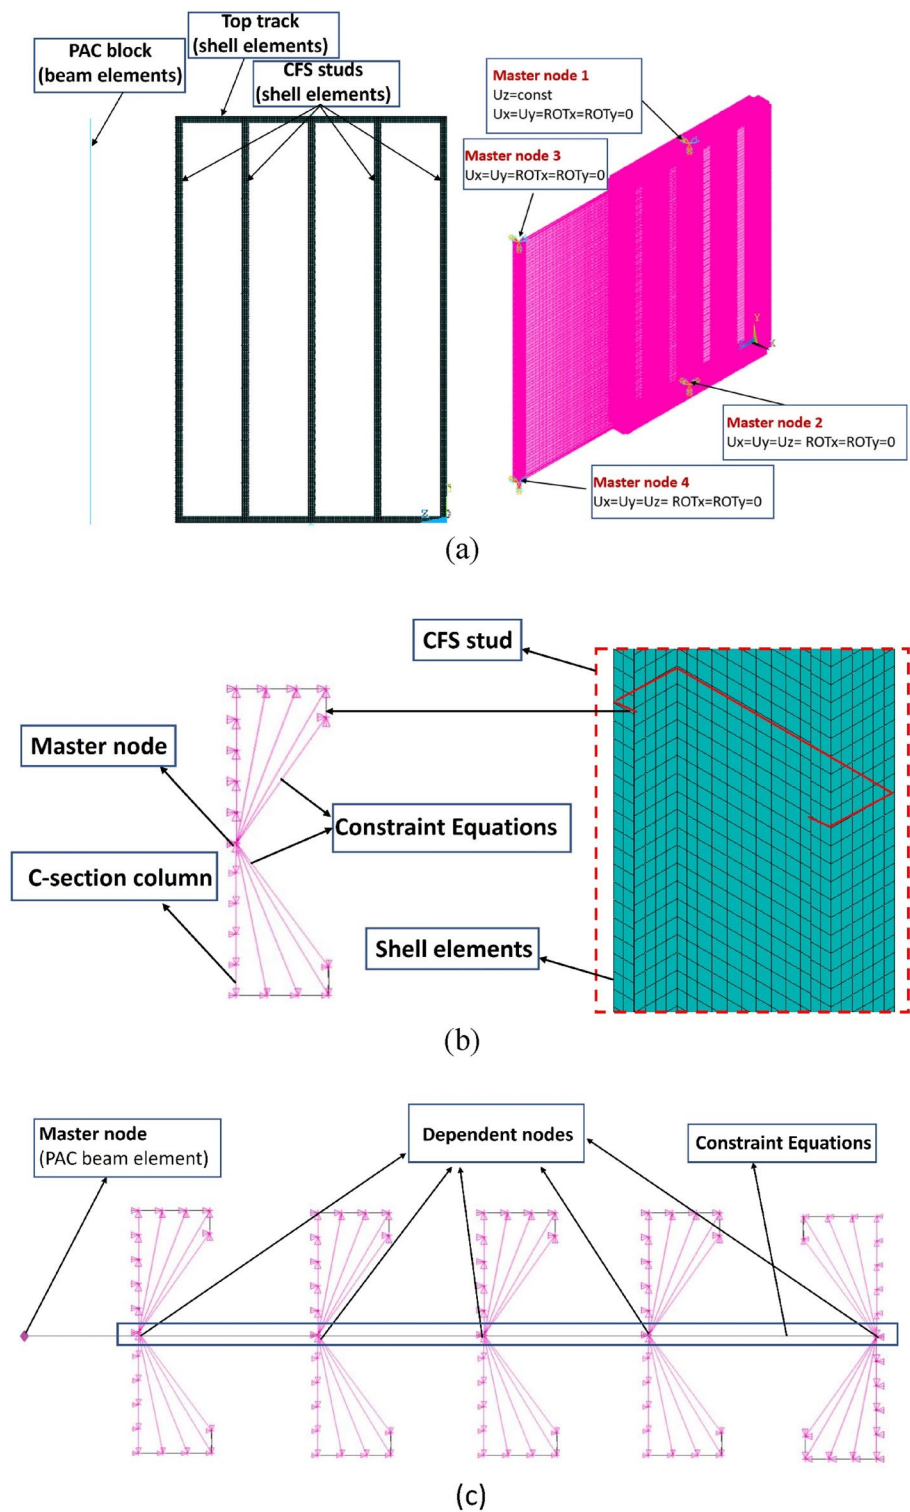 Top track
(shell elements)
PAC block
(beam elements)
CFS studs
(shell elements)
Master node 1
Uz=const
Ux=Uy=ROTx=ROTy=0
Master node 3
Ux=Uy=ROTx=ROTy=0
Y
X
Z
Master node 2
Ux=Uy=Uz= ROTx=ROTy=0
Master node 4
Ux=Uy=Uz= ROTx=ROTy=0
(a)
CFS stud
Master node
Constraint Equations
C-section column
Shell elements
(b)
Master node
(PAC beam element)
Dependent nodes
Constraint Equations
(c)